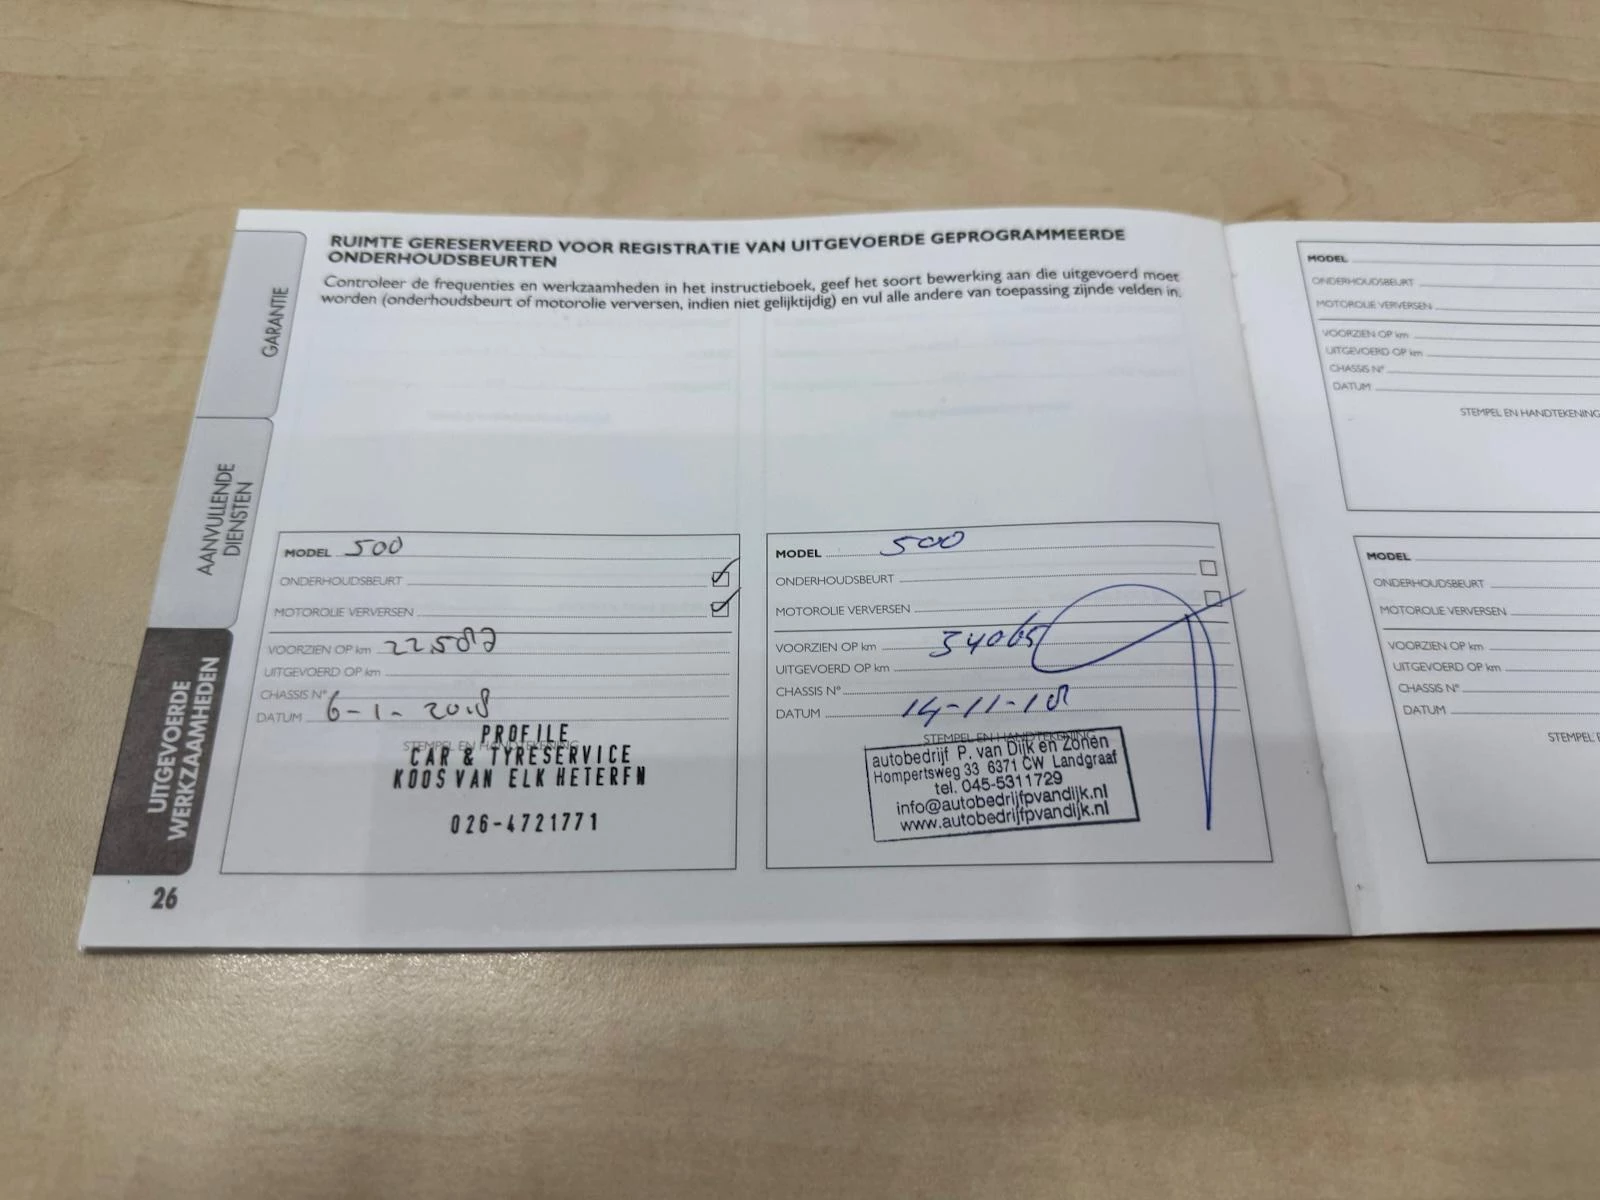 RUIMTE GERESERVEERD VOOR REGISTRATIE VAN UITGEVOERDE GEPROGRAMMEERDE
ONDERHOUDSBEURTEN
Controleer de frequenties en werkzaamheden in het instructieboek, geef het soort bewerking aan die uitgevoerd moet
worden (onderhoudsbeurt of motorolie verversen, indien niet gelijktijdig) en vul alle andere van toepassing zijnde velden in.
GARANTIE
AANVULLENDE
DIENSTEN
UITGEVOERDE
WERKZAAMHEDEN
26
MODEL 500
ONDERHOUDSBEURT
MOTOROLIE VERVERSEN
VOORZIEN OP km
UITGEVOERD OP km
CHASSIS N°
DATUM 6-1-2018
STEMPEL EN HANDTEKENING
PROFILE
CAR & TYRESERVICE
KOOS VAN ELK HETEREN
026-4721771
MODEL 500
ONDERHOUDSBEURT
MOTOROLIE VERVERSEN
VOORZIEN OP km 34065
UITGEVOERD OP km
CHASSIS N°
DATUM 14-11-18
STEMPEL EN HANDTEKENING
autobedrijf P. van Dijk en Zonen
Hompertsweg 33 6371 CW Landgraaf
tel. 045-5311729
info@autobedrijfpvandijk.nl
www.autobedrijfpvandijk.nl
MODEL
ONDERHOUDSBEURT
MOTOROLIE VERVERSEN
VOORZIEN OP km
UITGEVOERD OP km
CHASSIS N°
DATUM
STEMPEL EN HANDTEKENING
MODEL
ONDERHOUDSBEURT
MOTOROLIE VERVERSEN
VOORZIEN OP km
UITGEVOERD OP km
CHASSIS N°
DATUM
STEMPEL